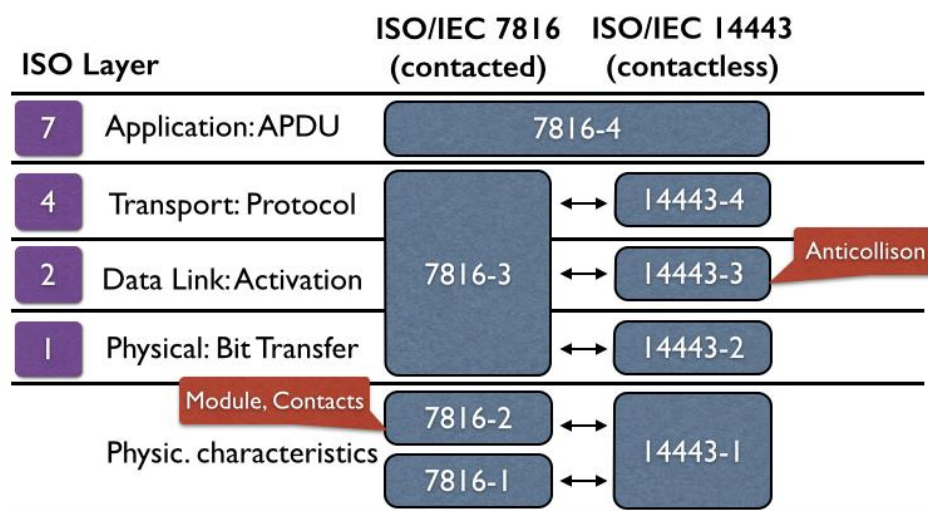 ISO Layer
ISO/IEC 7816
(contacted)
ISO/IEC 14443
(contactless)
7
Application: APDU
7816-4
4
Transport: Protocol
14443-4
2
Data Link: Activation
7816-3
14443-3
Anticollison
1
Physical: Bit Transfer
14443-2
Module, Contacts
7816-2
Physic. characteristics
14443-1
7816-1